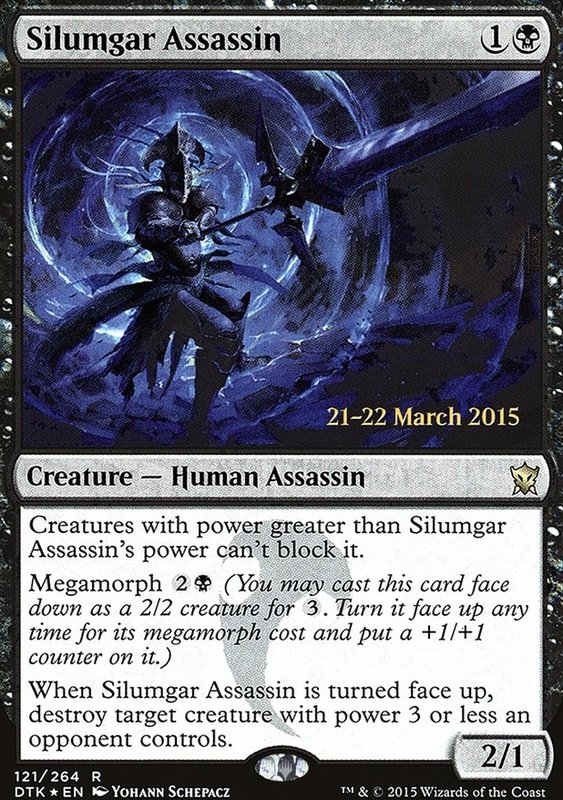 Silumgar Assassin 1
21–22 March 2015
Creature — Human Assassin
Creatures with power greater than Silumgar
Assassin's power can't block it.
Megamorph 2 (You may cast this card face
down as a 2/2 creature for 3. Turn it face up any
time for its megamorph cost and put a +1/+1
counter on it.)
When Silumgar Assassin is turned face up,
destroy target creature with power 3 or less an
opponent controls.
2/1
121/264 R
DTK ★ EN Yohann Schepacz
™ & © 2015 Wizards of the Coast